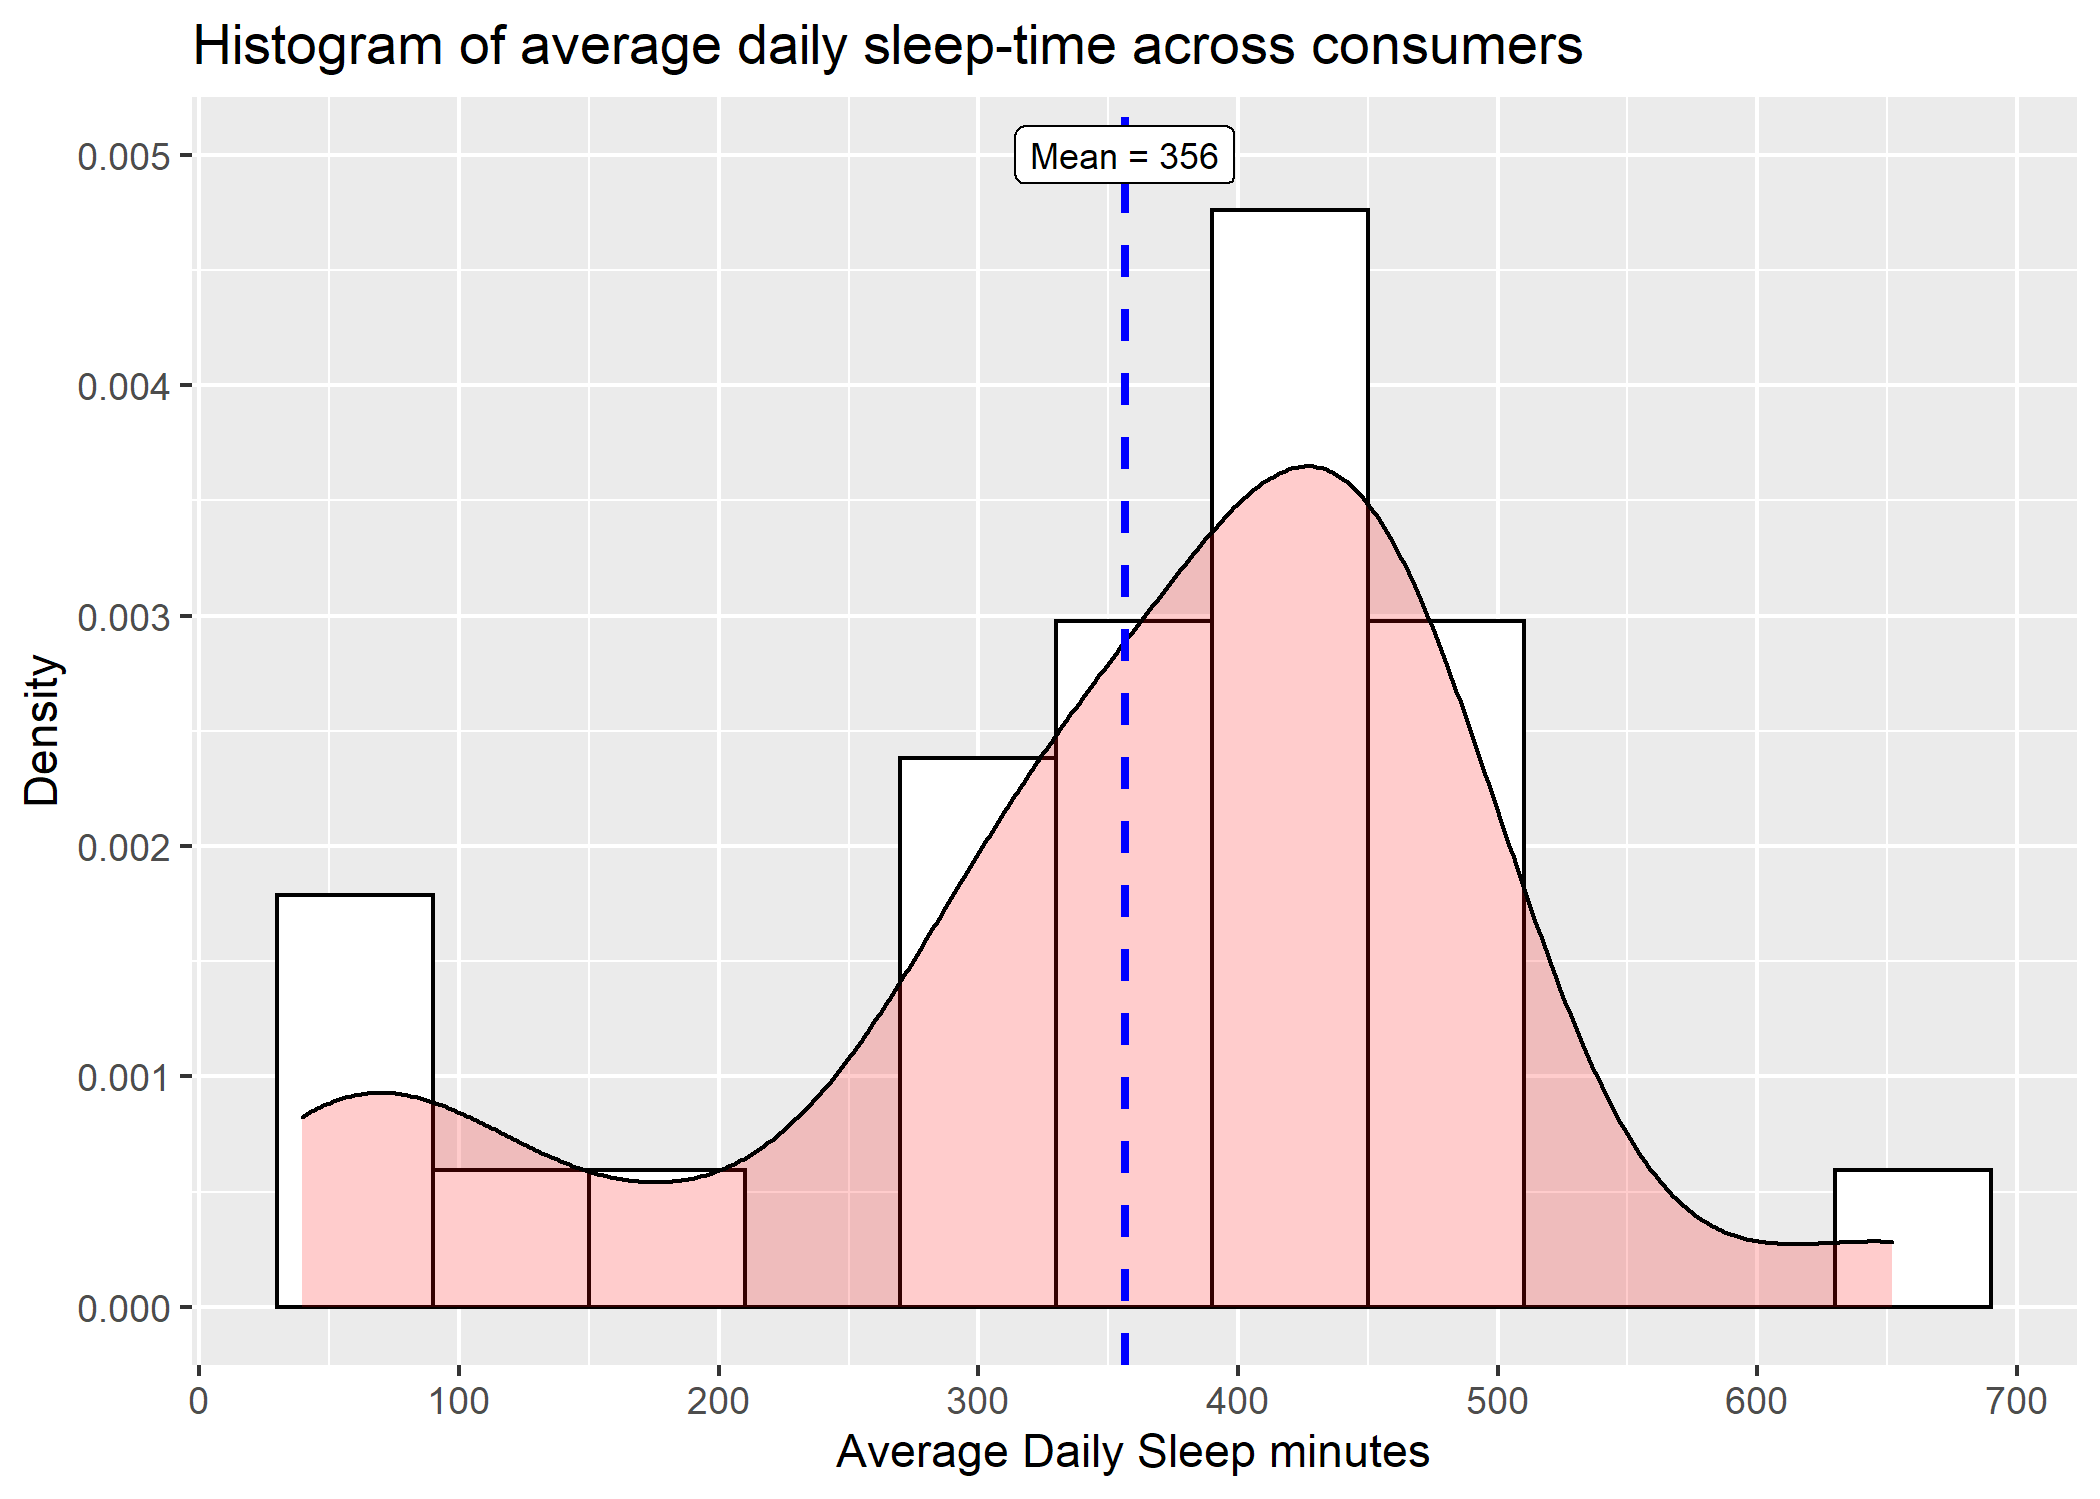 Histogram of average daily sleep-time across consumers
Mean = 356
0.005
0.004
0.003
0.002
0.001
0.000
Density
0 100 200 300 400 500 600 700
Average Daily Sleep minutes